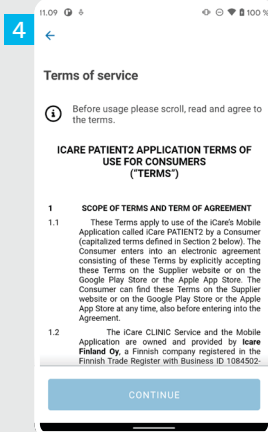 4
11.09
100 %
Terms of service
Before usage please scroll, read and agree to
the terms.
ICARE PATIENT2 APPLICATION TERMS OF
USE FOR CONSUMERS
("TERMS")
1 SCOPE OF TERMS AND TERM OF AGREEMENT
1.1 These Terms apply to use of the iCare's Mobile
Application called iCare PATIENT2 by a Consumer
(capitalized terms defined in Section 2 below). The
Consumer enters into an electronic agreement
consisting of these Terms by explicitly accepting
these Terms on the Supplier website or on the
Google Play Store or the Apple App Store. The
Consumer can find these Terms on the Supplier
website or on the Google Play Store or the Apple
App Store at any time, also before entering into the
Agreement.
1.2 The iCare CLINIC Service and the Mobile
Application are owned and provided by Icare
Finland Oy, a Finnish company registered in the
Finnish Trade Register with Business ID 1084502-
CONTINUE